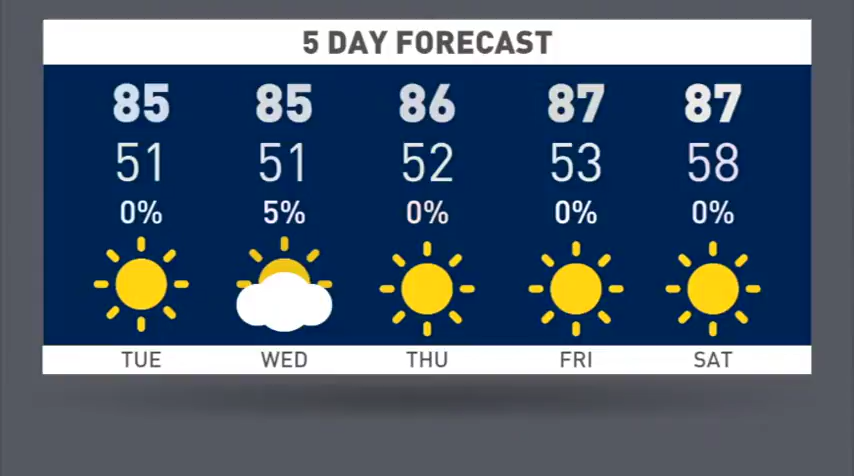 5 DAY FORECAST
85 85 86 87 87
51 51 52 53 58
0% 5% 0% 0% 0%
TUE WED THU FRI SAT